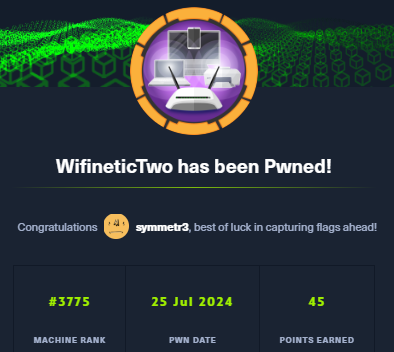 WifineticTwo has been Pwned!
Congratulations symmetr3, best of luck in capturing flags ahead!
#3775 25 Jul 2024 45
MACHINE RANK PWN DATE POINTS EARNED